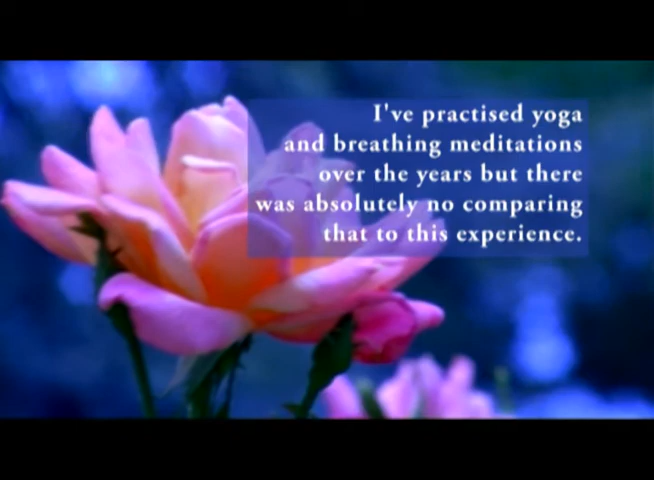 I've practised yoga
and breathing meditations
over the years but there
was absolutely no comparing
that to this experience.